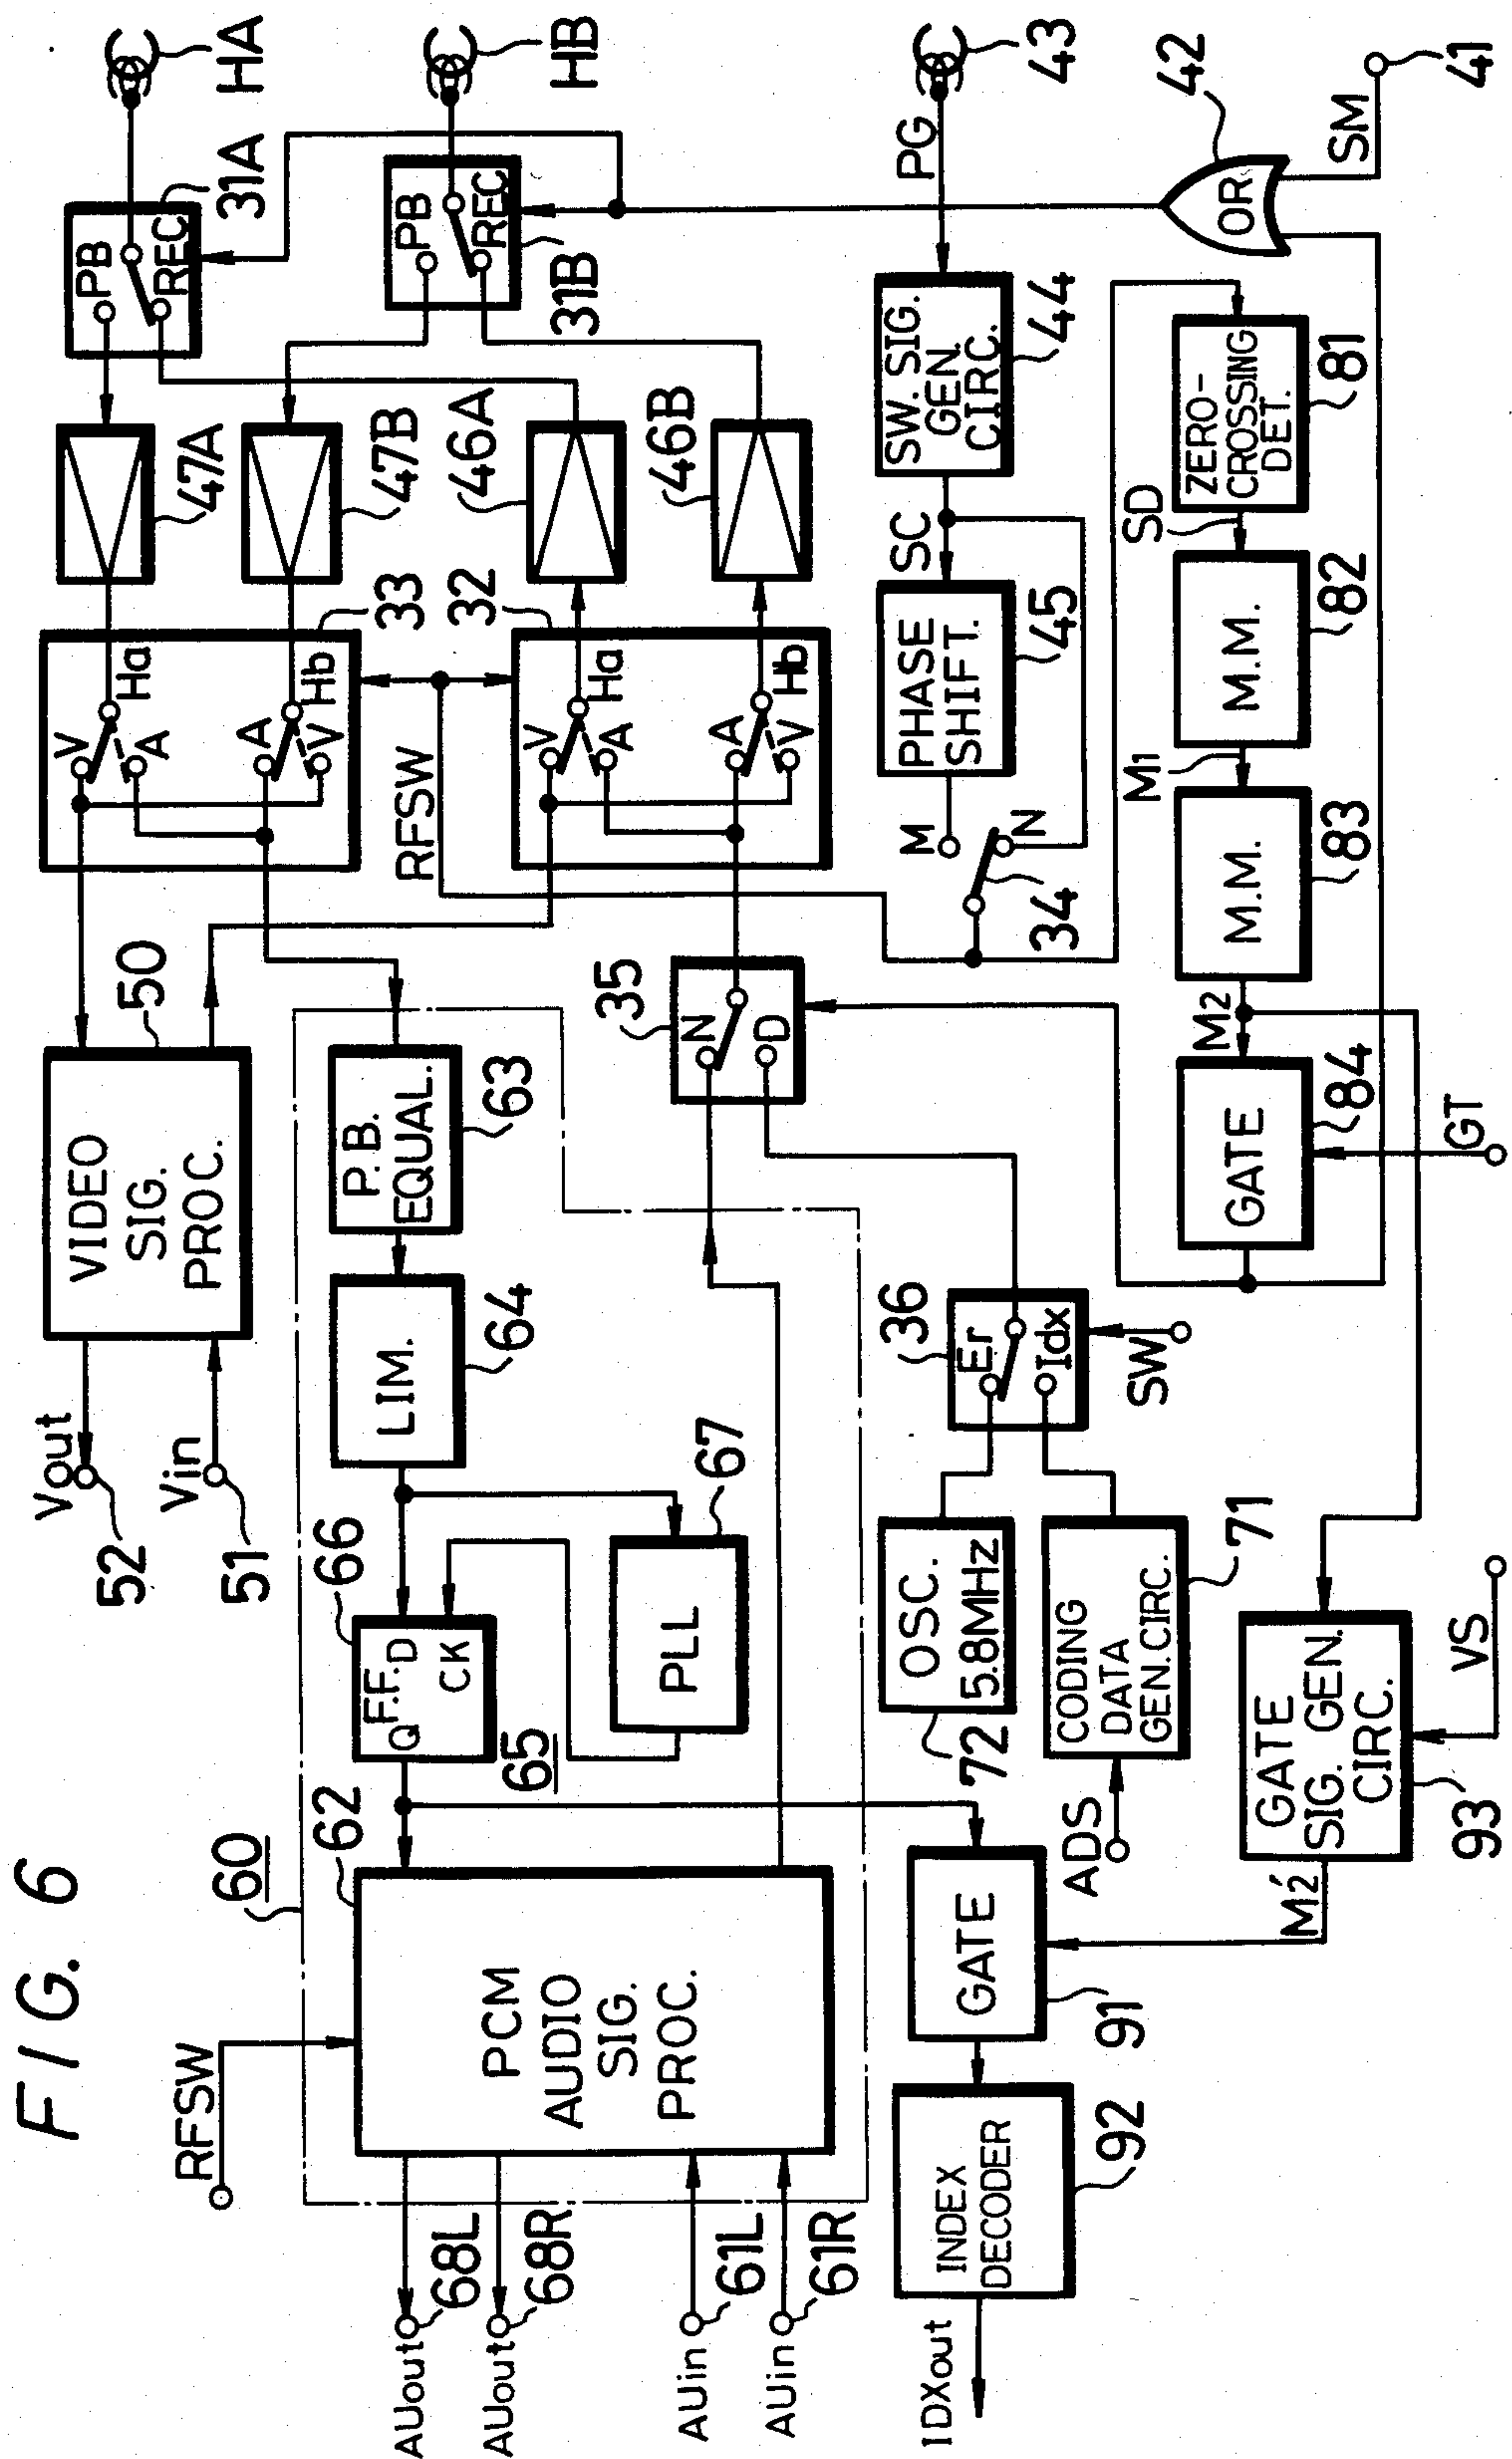 FIG. 6
HA
HB
43
PG
42
OR
SM
41
31A
PB
REC
31B
PB
REC
47A
47B
46A
46B
SW. SIG.
GEN.
CIRC.
44
SC
PHASE
SHIFT.
45
M
N
34
ZERO-
CROSSING
DET.
81
SD
M.M.
82
M1
M.M.
83
M2
GATE
84
GT
33
V
Ha
A
A
Hb
V
32
V
Ha
A
A
Hb
V
RFSW
50
VIDEO
SIG.
PROC.
Vout
52
Vin
51
35
N
D
P.B.
EQUAL.
63
LIM.
64
66
F.F.
D
Q
CK
65
PLL
67
36
Er
Idx
SW
OSC.
5.8MHz
72
CODING
DATA
GEN.CIRC.
71
ADS
GATE
SIG. GEN.
CIRC.
93
VS
M2'
60
62
PCM
AUDIO
SIG.
PROC.
RFSW
GATE
91
INDEX
DECODER
92
IDXout
AUout
68L
AUout
68R
AUin
61L
AUin
61R